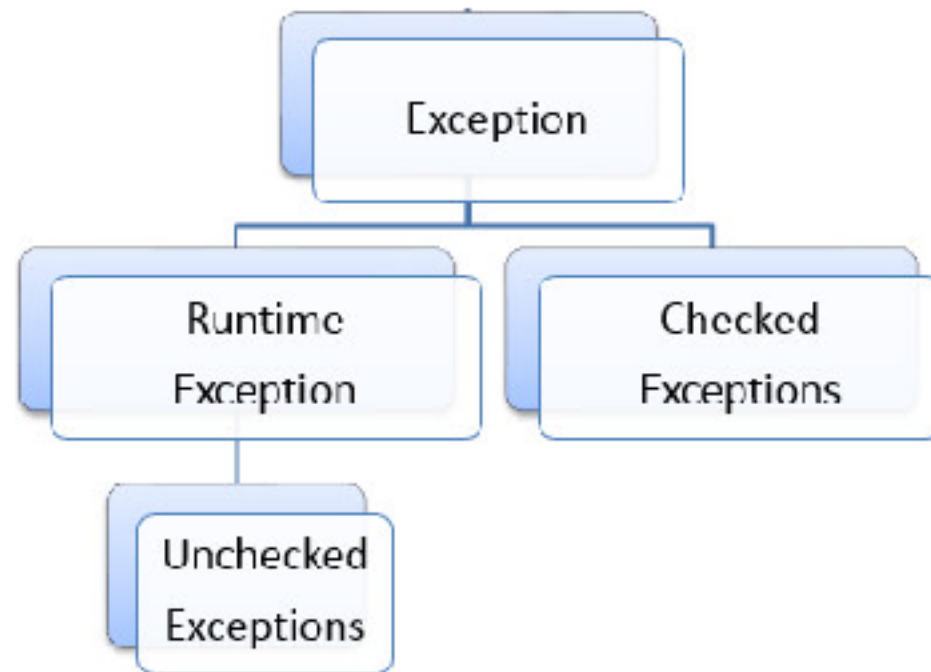 Exception
Runtime
Exception
Checked
Exceptions
Unchecked
Exceptions